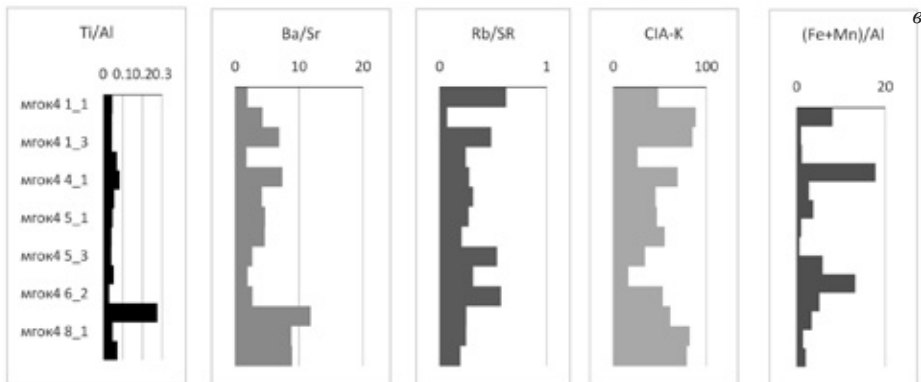 в
Ti/Al
0 0.10.20.3
мгок4 1_1
мгок4 1_3
мгок4 4_1
мгок4 5_1
мгок4 5_3
мгок4 6_2
мгок4 8_1
Ba/Sr
0 10 20
Rb/SR
0 1
CIA-K
0 100
(Fe+Mn)/Al
0 20